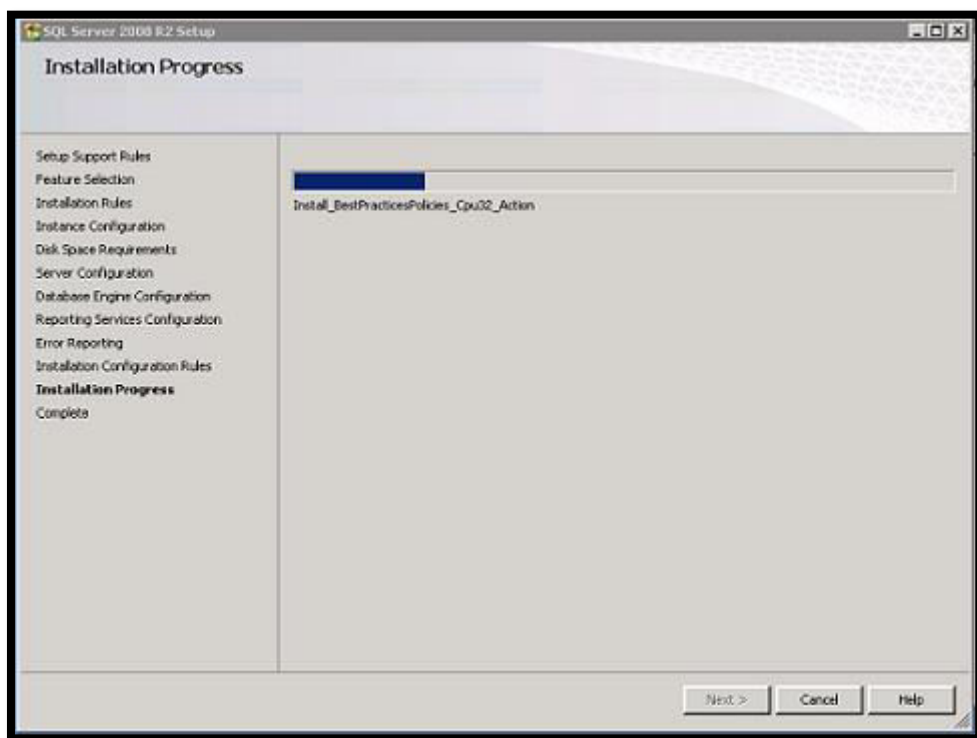 SQL Server 2008 R2 Setup
Installation Progress
Setup Support Rules
Feature Selection
Installation Rules
Instance Configuration
Disk Space Requirements
Server Configuration
Database Engine Configuration
Reporting Services Configuration
Error Reporting
Installation Configuration Rules
Installation Progress
Complete
Install_BestPracticesPolicies_Cpu32_Action
Next >
Cancel
Help